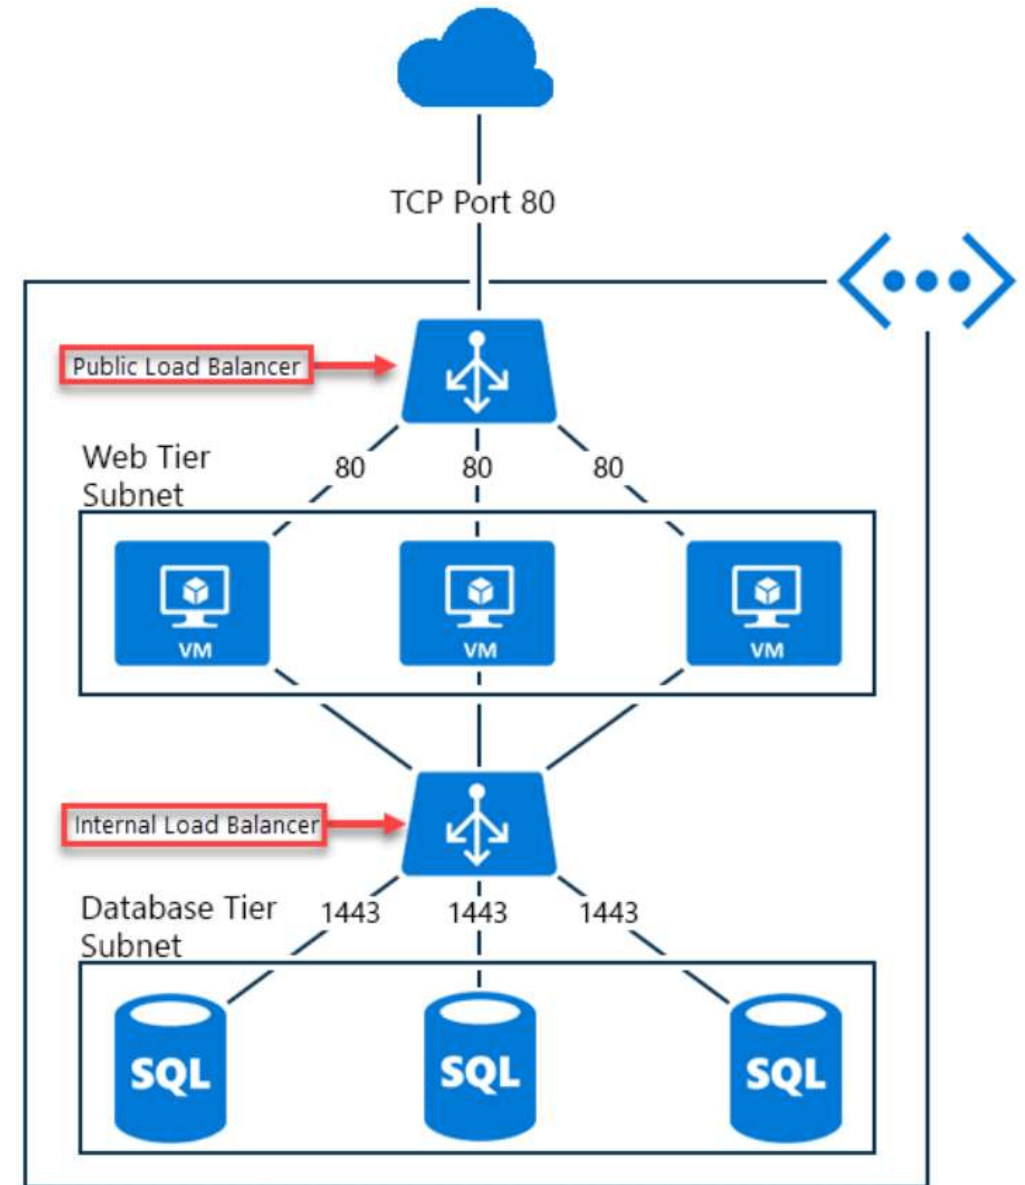 TCP Port 80
Public Load Balancer
Web Tier
Subnet
80
80
80
VM
VM
VM
Internal Load Balancer
Database Tier
Subnet
1443
1443
1443
SQL
SQL
SQL